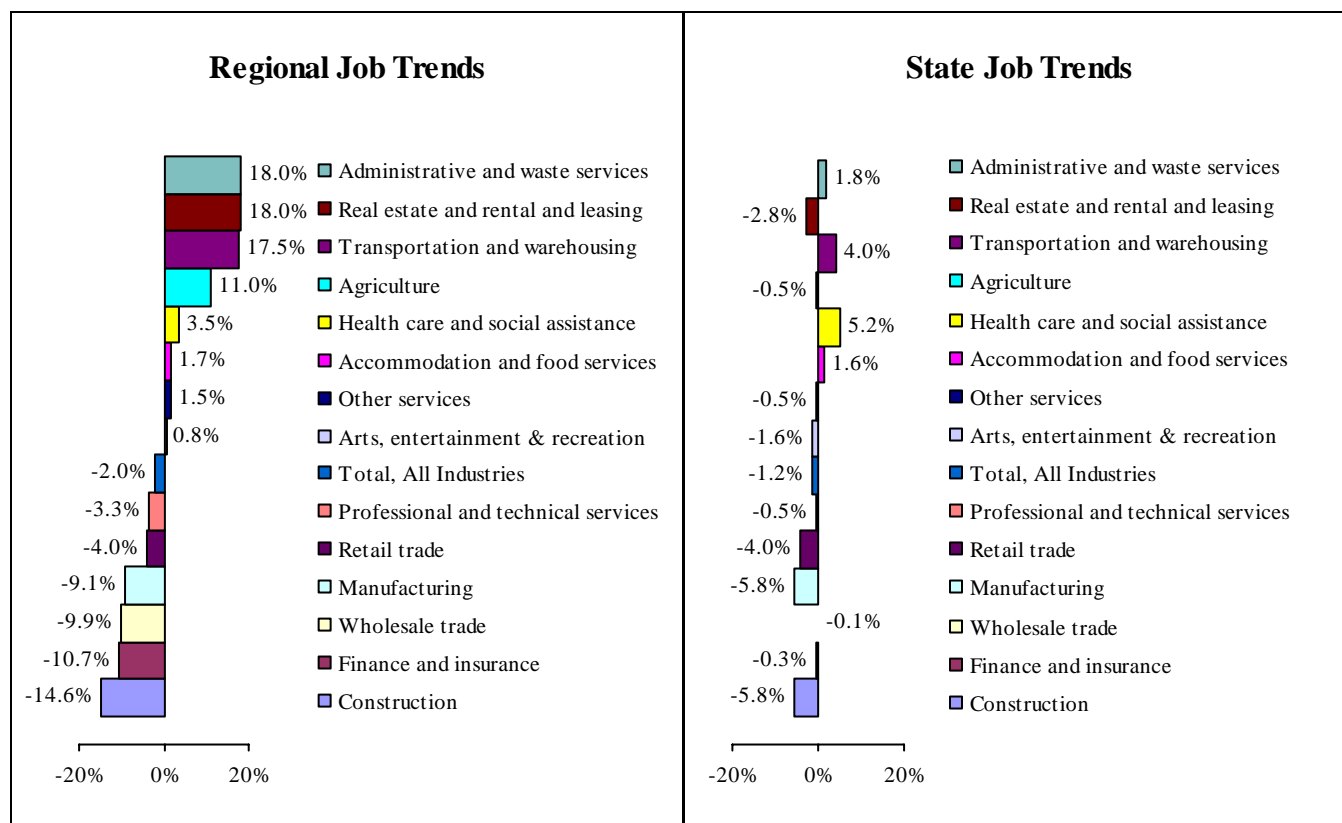 Regional Job Trends
18.0% Administrative and waste services
18.0% Real estate and rental and leasing
17.5% Transportation and warehousing
11.0% Agriculture
3.5% Health care and social assistance
1.7% Accommodation and food services
1.5% Other services
0.8% Arts, entertainment & recreation
-2.0% Total, All Industries
-3.3% Professional and technical services
-4.0% Retail trade
-9.1% Manufacturing
-9.9% Wholesale trade
-10.7% Finance and insurance
-14.6% Construction
-20% 0% 20%
State Job Trends
1.8% Administrative and waste services
-2.8% Real estate and rental and leasing
4.0% Transportation and warehousing
-0.5% Agriculture
5.2% Health care and social assistance
1.6% Accommodation and food services
-0.5% Other services
-1.6% Arts, entertainment & recreation
-1.2% Total, All Industries
-0.5% Professional and technical services
-4.0% Retail trade
-5.8% Manufacturing
-0.1% Wholesale trade
-0.3% Finance and insurance
-5.8% Construction
-20% 0% 20%